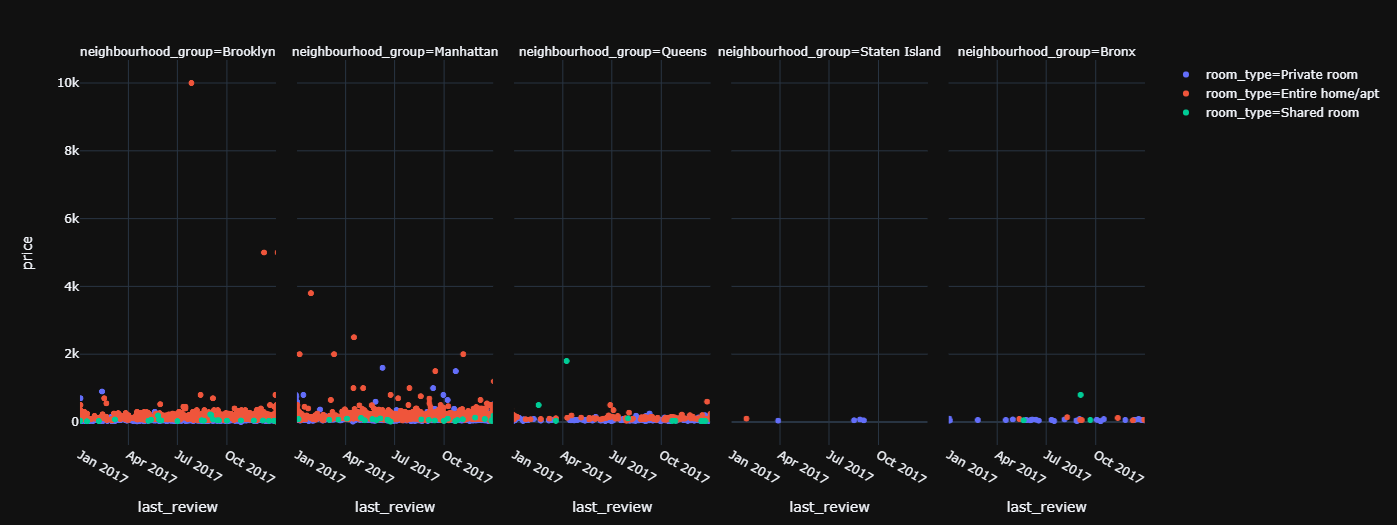 neighbourhood_group=Brooklyn
neighbourhood_group=Manhattan
neighbourhood_group=Queens
neighbourhood_group=Staten Island
neighbourhood_group=Bronx
room_type=Private room
room_type=Entire home/apt
room_type=Shared room
10k
8k
6k
4k
2k
0
price
Jan 2017
Apr 2017
Jul 2017
Oct 2017
Jan 2017
Apr 2017
Jul 2017
Oct 2017
Jan 2017
Apr 2017
Jul 2017
Oct 2017
Jan 2017
Apr 2017
Jul 2017
Oct 2017
Jan 2017
Apr 2017
Jul 2017
Oct 2017
last_review
last_review
last_review
last_review
last_review